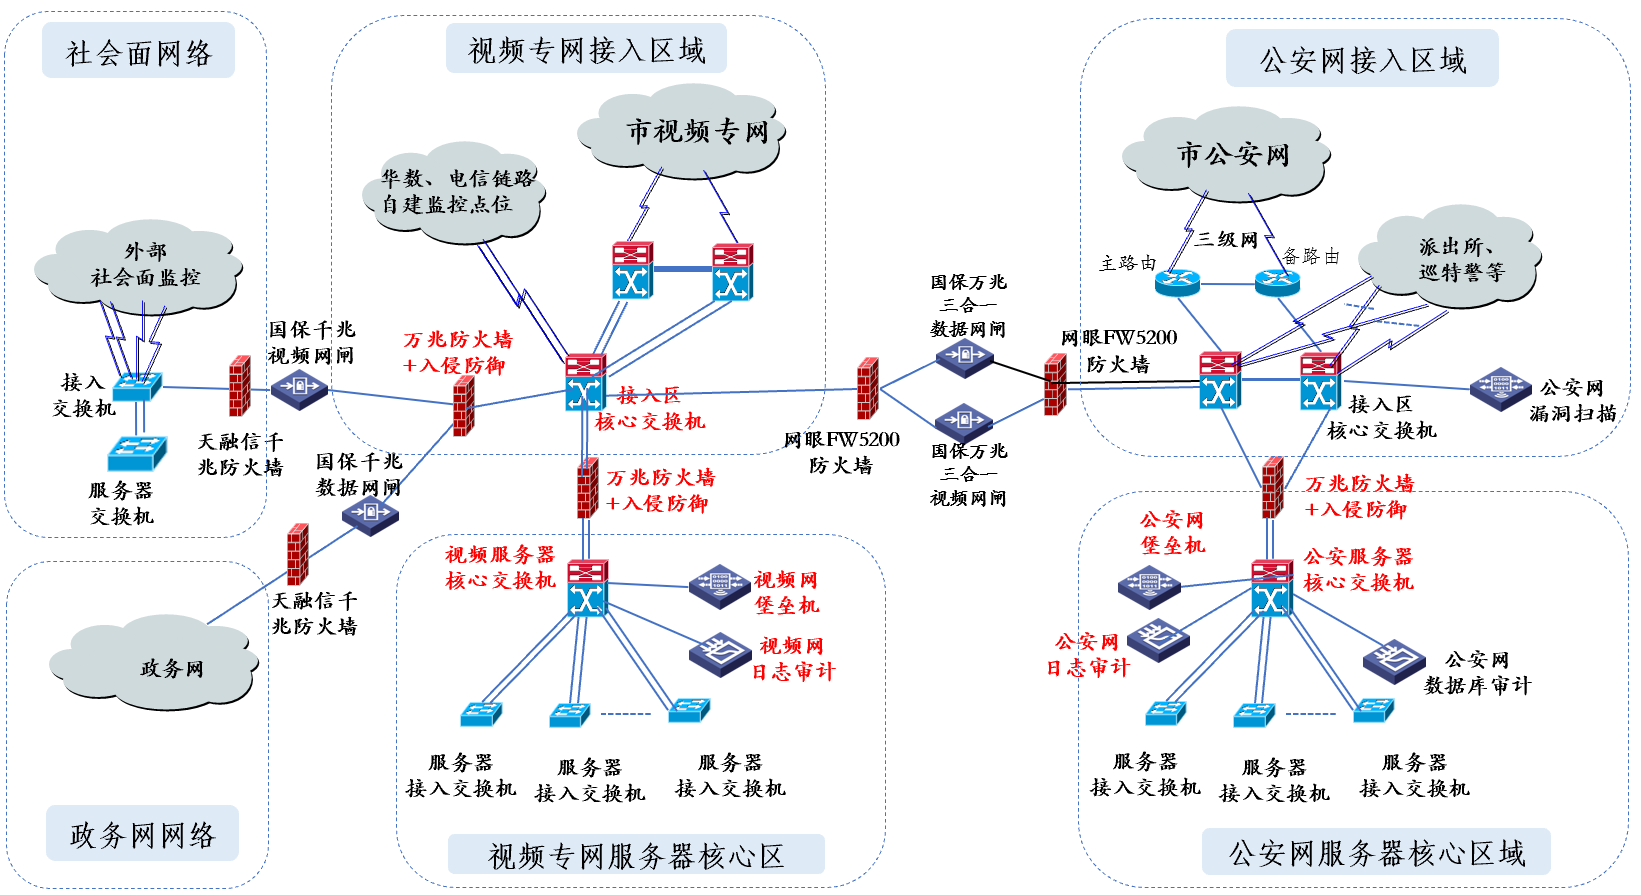 社会面网络
外部
社会面监控
接入
交换机
服务器
交换机
天融信千
兆防火墙
国保千兆
视频网闸
视频专网接入区域
市视频专网
华数、电信链路
自建监控点位
万兆防火墙
+入侵防御
接入区
核心交换机
国保千兆
数据网闸
天融信千
兆防火墙
政务网
政务网网络
万兆防火墙
+入侵防御
视频服务器
核心交换机
视频网
堡垒机
视频网
日志审计
服务器
接入交换机
服务器
接入交换机
服务器
接入交换机
视频专网服务器核心区
网眼FW5200
防火墙
国保万兆
三合一
数据网闸
国保万兆
三合一
视频网闸
网眼FW5200
防火墙
公安网接入区域
市公安网
三级网
主路由
备路由
派出所、
巡特警等
接入区
核心交换机
公安网
漏洞扫描
万兆防火墙
+入侵防御
公安网
堡垒机
公安服务器
核心交换机
公安网
日志审计
公安网
数据库审计
服务器
接入交换机
服务器
接入交换机
服务器
接入交换机
公安网服务器核心区域